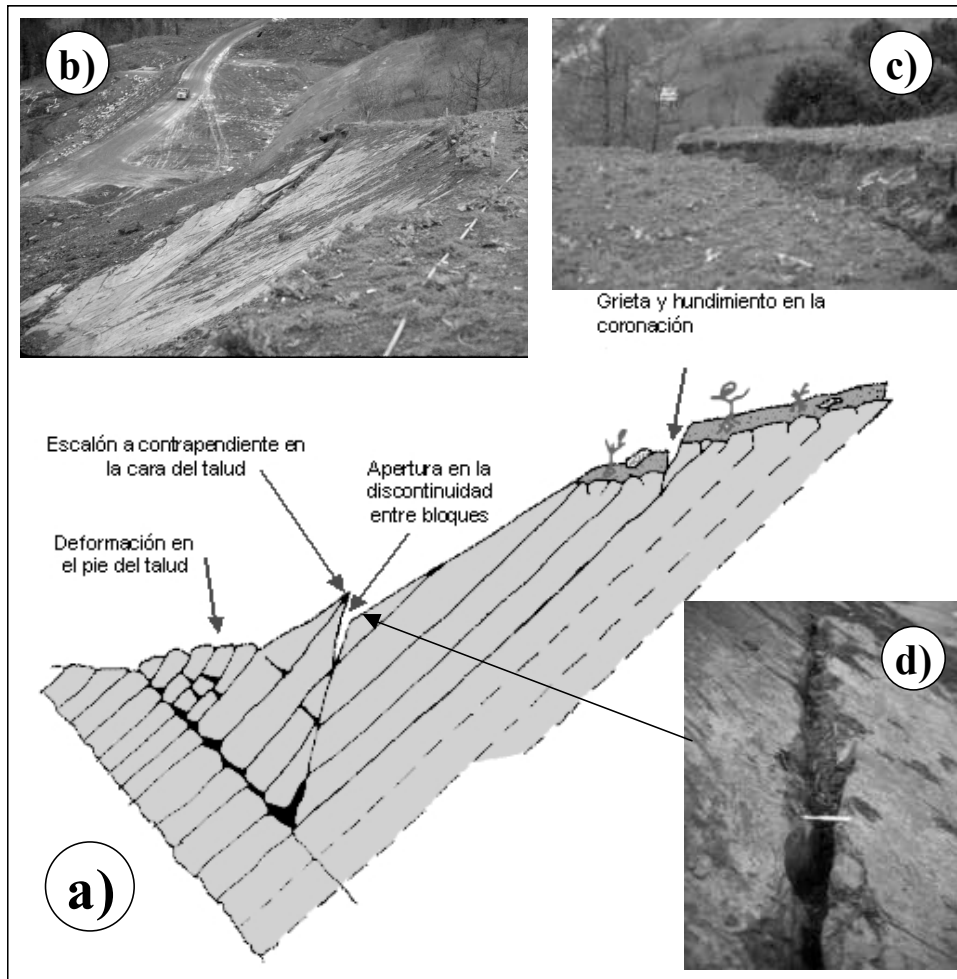 b)
c)
Grieta y hundimiento en la
coronación
Escalón a contrapendiente en
la cara del talud
Apertura en la
discontinuidad
entre bloques
Deformación en
el pie del talud
d)
a)